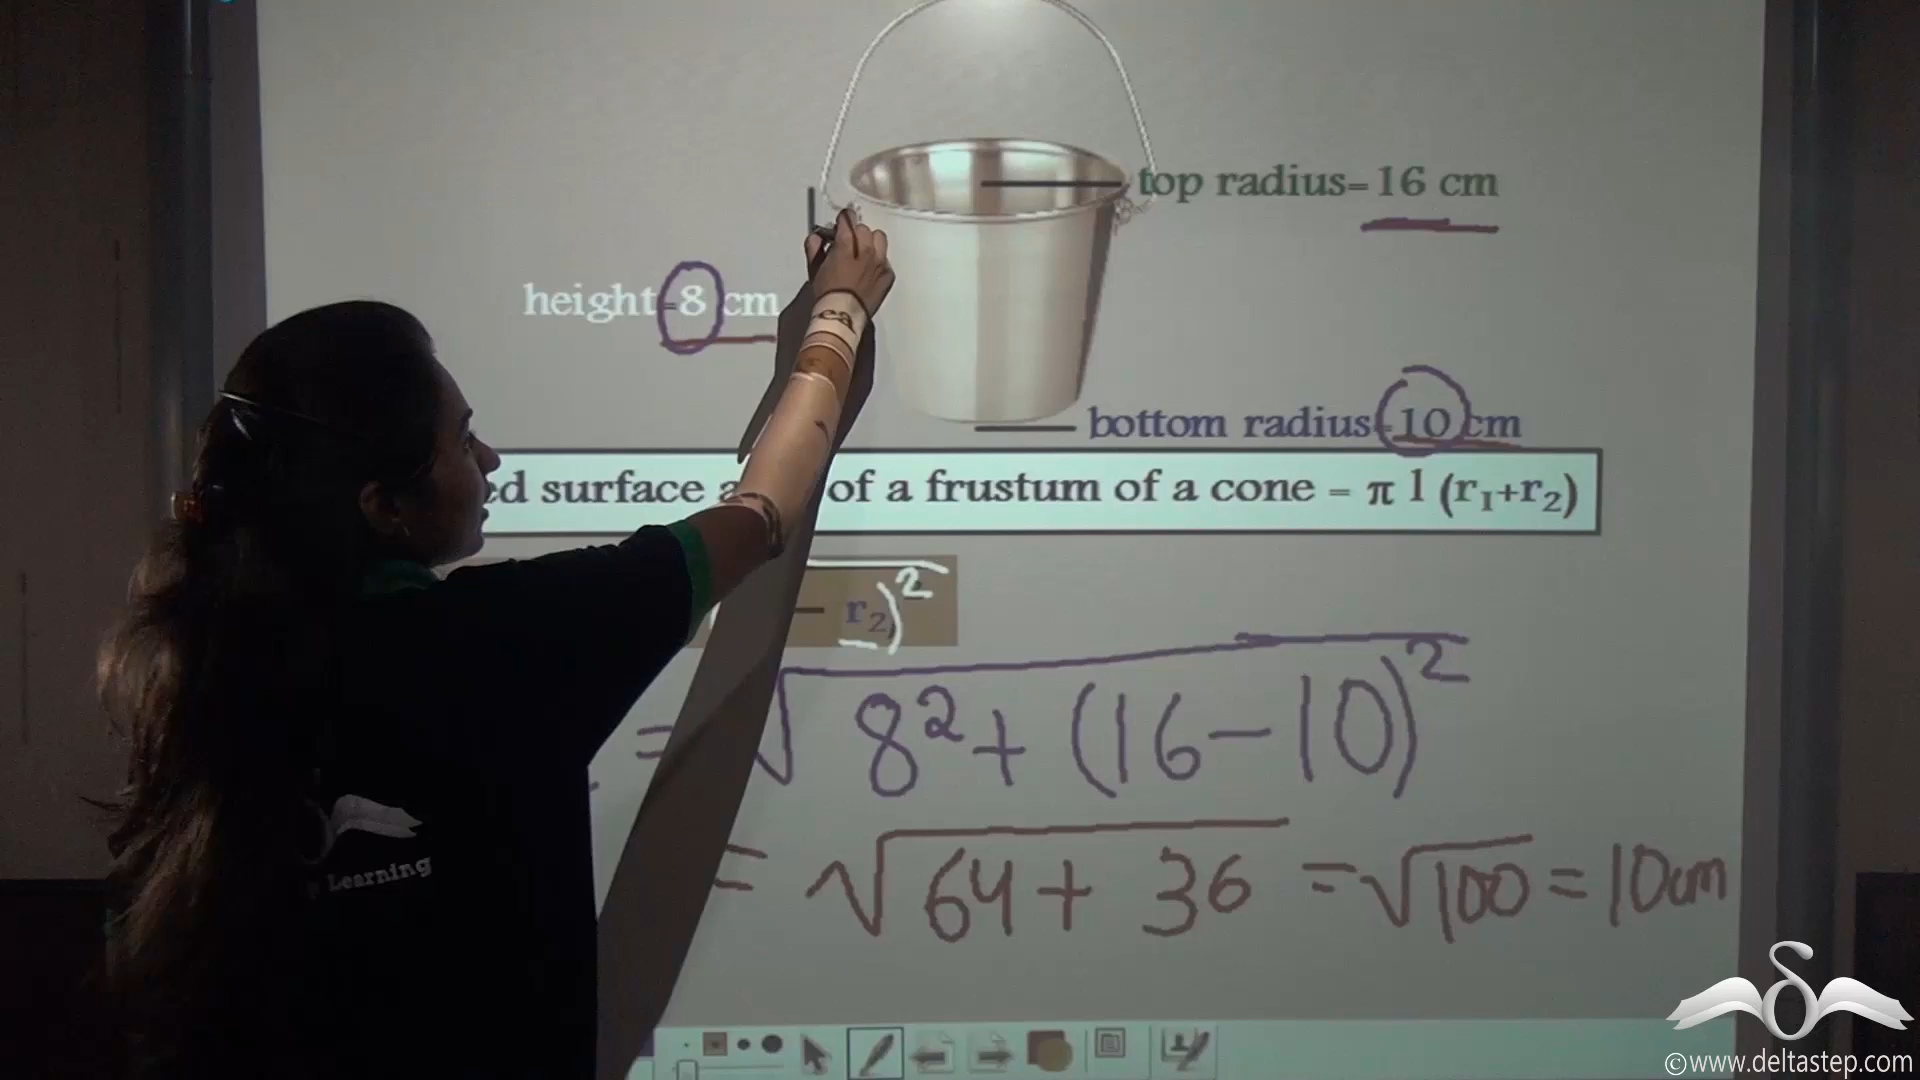 top radius=16 cm
height=8 cm
bottom radius=10 cm
surface of a frustum of a cone = π l (r₁+r₂)
− r₂)²
= √8²+(16−10)²
= √64+36 =√100 = 10cm
Learning
©www.deltastep.com